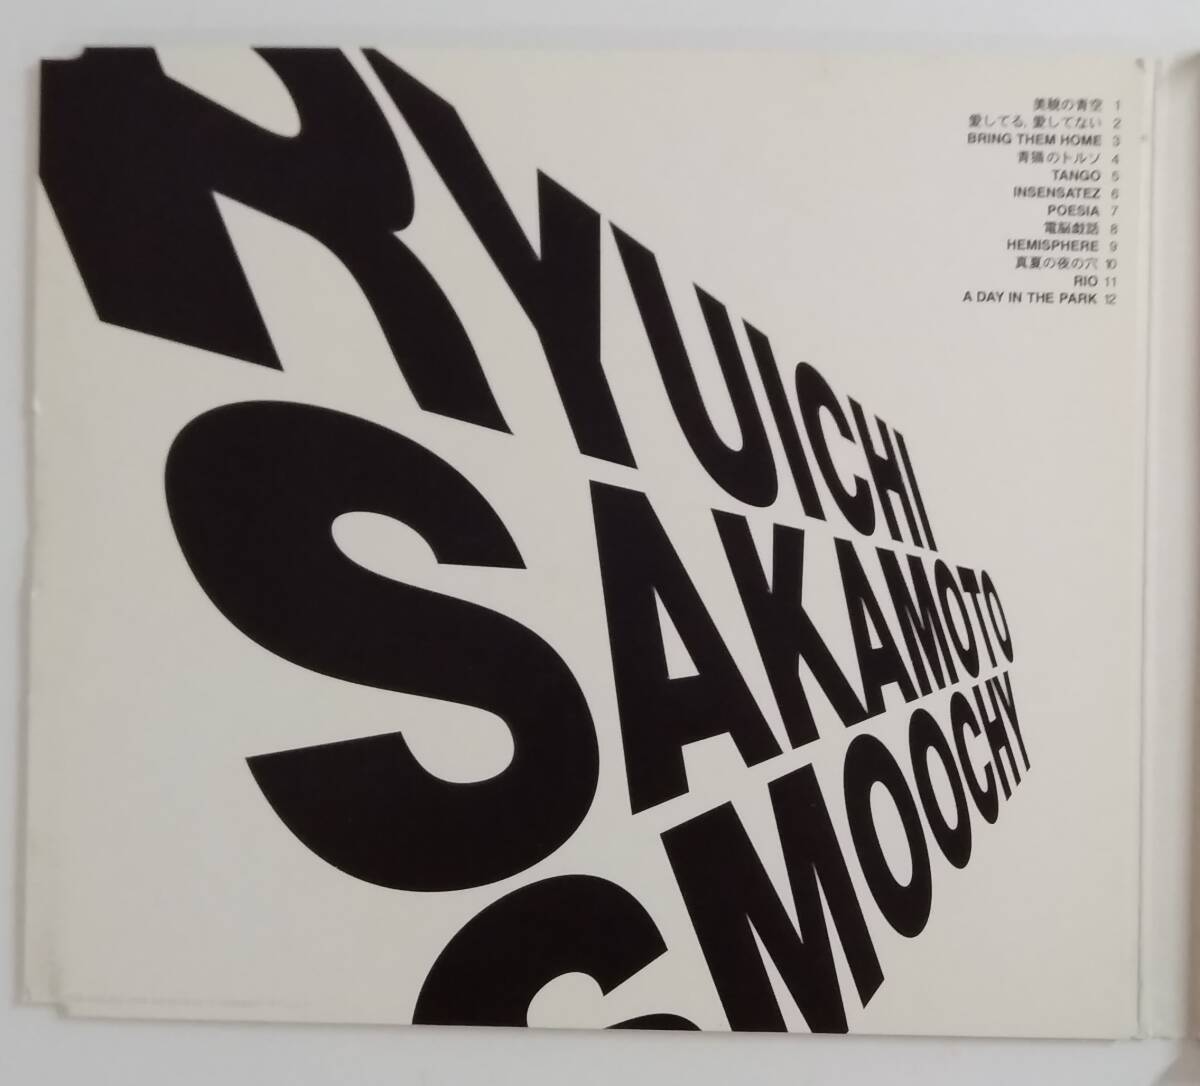 美貌の青空 1
愛してる, 愛してない 2
BRING THEM HOME 3
青猫のトルソ 4
TANGO 5
INSENSATEZ 6
POESIA 7
電脳戯話 8
HEMISPHERE 9
真夏の夜の穴 10
RIO 11
A DAY IN THE PARK 12
RYUICHI
SAKAMOTO
SMOOCHY